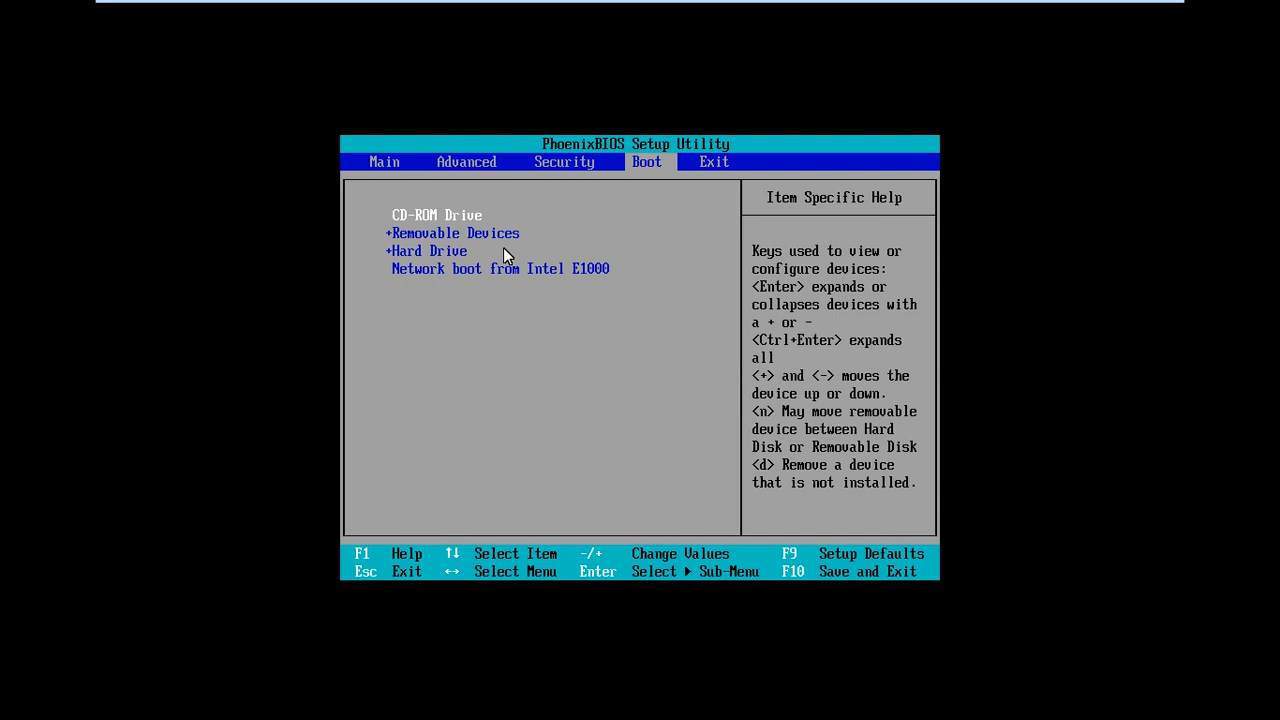 PhoenixBIOS Setup Utility
Main Advanced Security Boot Exit
CD-ROM Drive
+Removable Devices
+Hard Drive
Network boot from Intel E1000
Item Specific Help
Keys used to view or
configure devices:
<Enter> expands or
collapses devices with
a + or -
<Ctrl+Enter> expands
all
<+> and <-> moves the
device up or down.
<n> May move removable
device between Hard
Disk or Removable Disk
<d> Remove a device
that is not installed.
F1 Help ↑↓ Select Item -/+ Change Values F9 Setup Defaults
Esc Exit ↔ Select Menu Enter Select ▶ Sub-Menu F10 Save and Exit